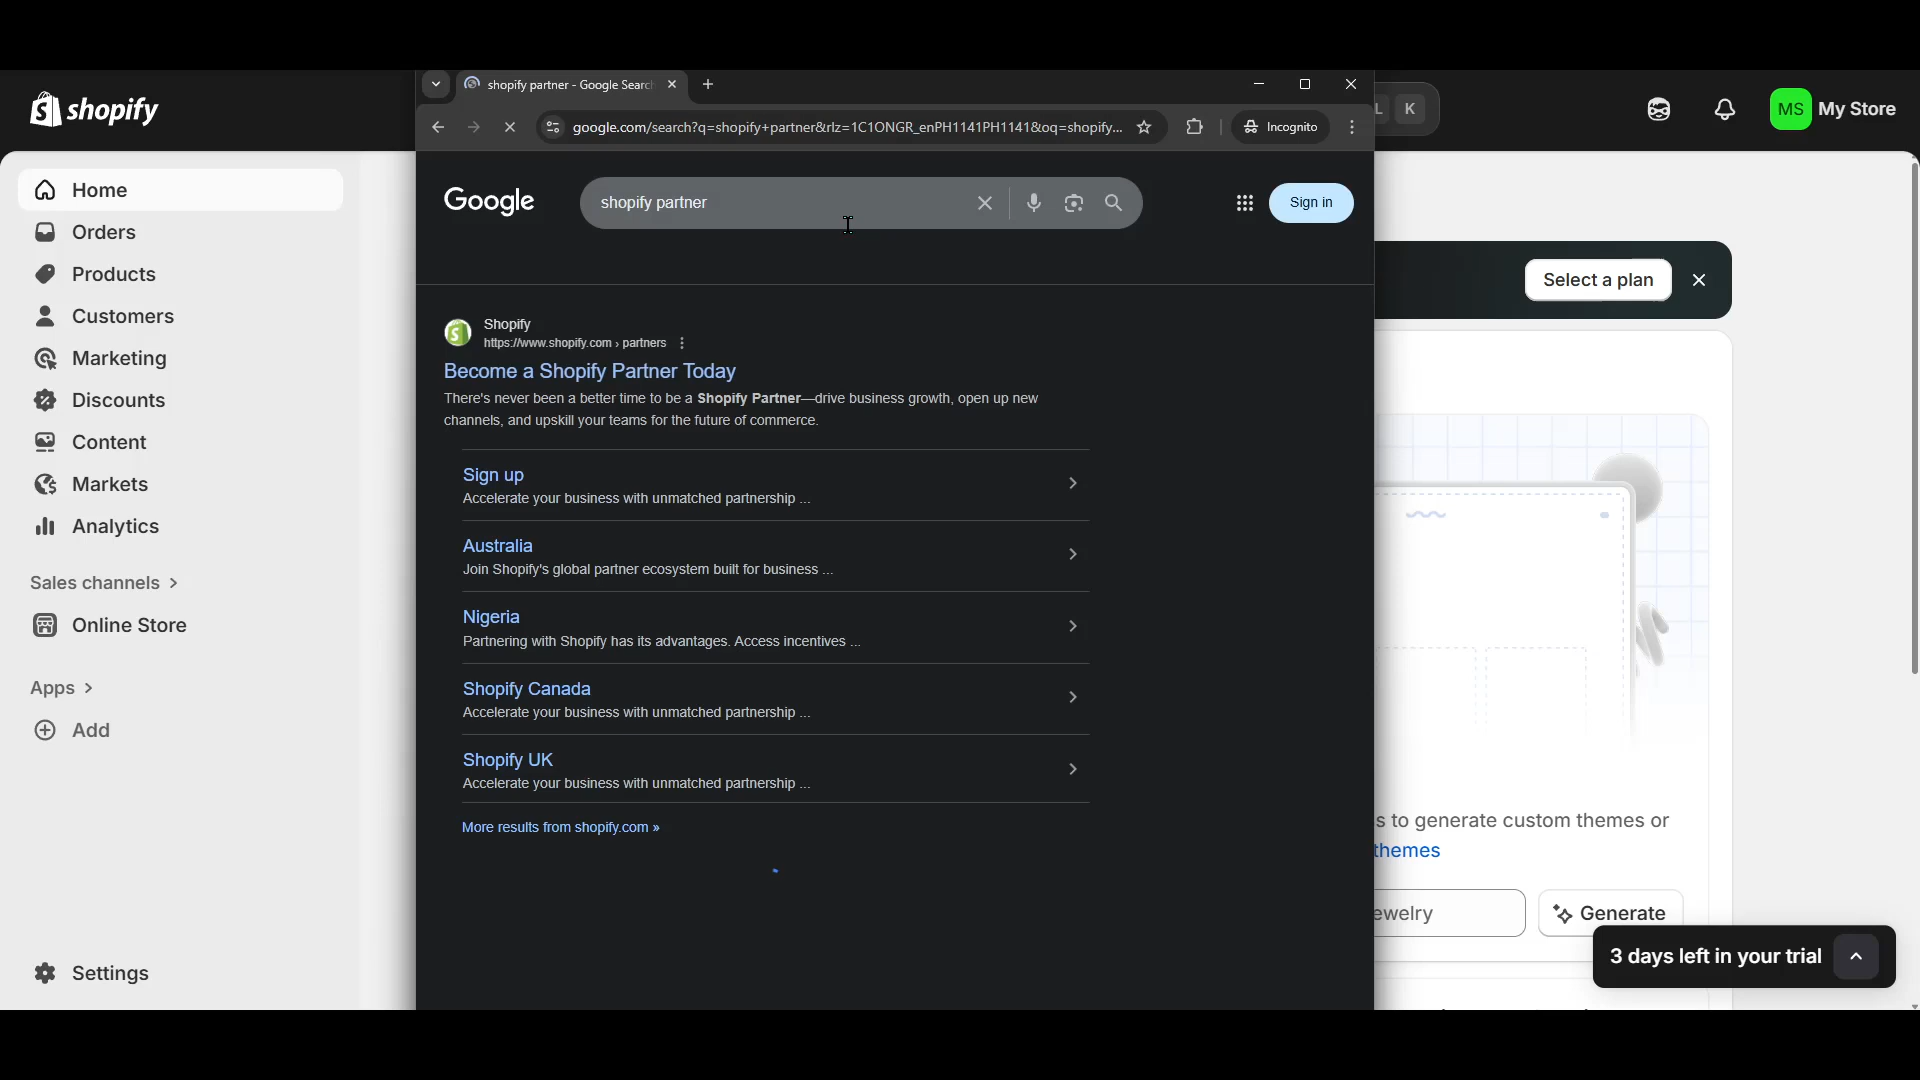 shopify
Home
Orders
Products
Customers
Marketing
Discounts
Content
Markets
Analytics
Sales channels
Online Store
Apps
Add
Settings
shopify partner - Google Search
google.com/search?q=shopify+partner&rlz=1C1ONGR_enPH1141PH1141&oq=shopify...
Incognito
Google
shopify partner
Sign in
Shopify
https://www.shopify.com › partners
Become a Shopify Partner Today
There's never been a better time to be a Shopify Partner—drive business growth, open up new
channels, and upskill your teams for the future of commerce.
Sign up
Accelerate your business with unmatched partnership ...
Australia
Join Shopify's global partner ecosystem built for business ...
Nigeria
Partnering with Shopify has its advantages. Access incentives ...
Shopify Canada
Accelerate your business with unmatched partnership ...
Shopify UK
Accelerate your business with unmatched partnership ...
More results from shopify.com »
L K
MS My Store
Select a plan
s to generate custom themes or
themes
ewelry
Generate
3 days left in your trial